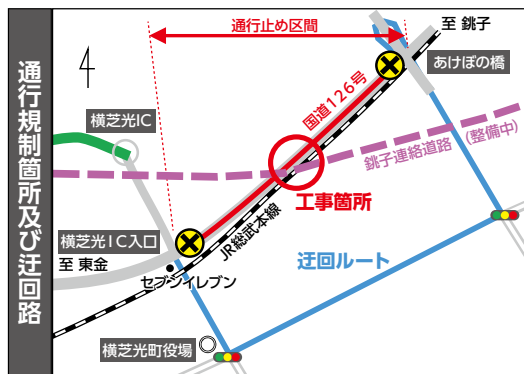 通行規制箇所及び迂回路
通行止め区間
至 銚子
あけぼの橋
国道126号
横芝光IC
銚子連絡道路(整備中)
工事箇所
JR総武本線
横芝光IC入口
至 東金
セブンイレブン
迂回ルート
横芝光町役場